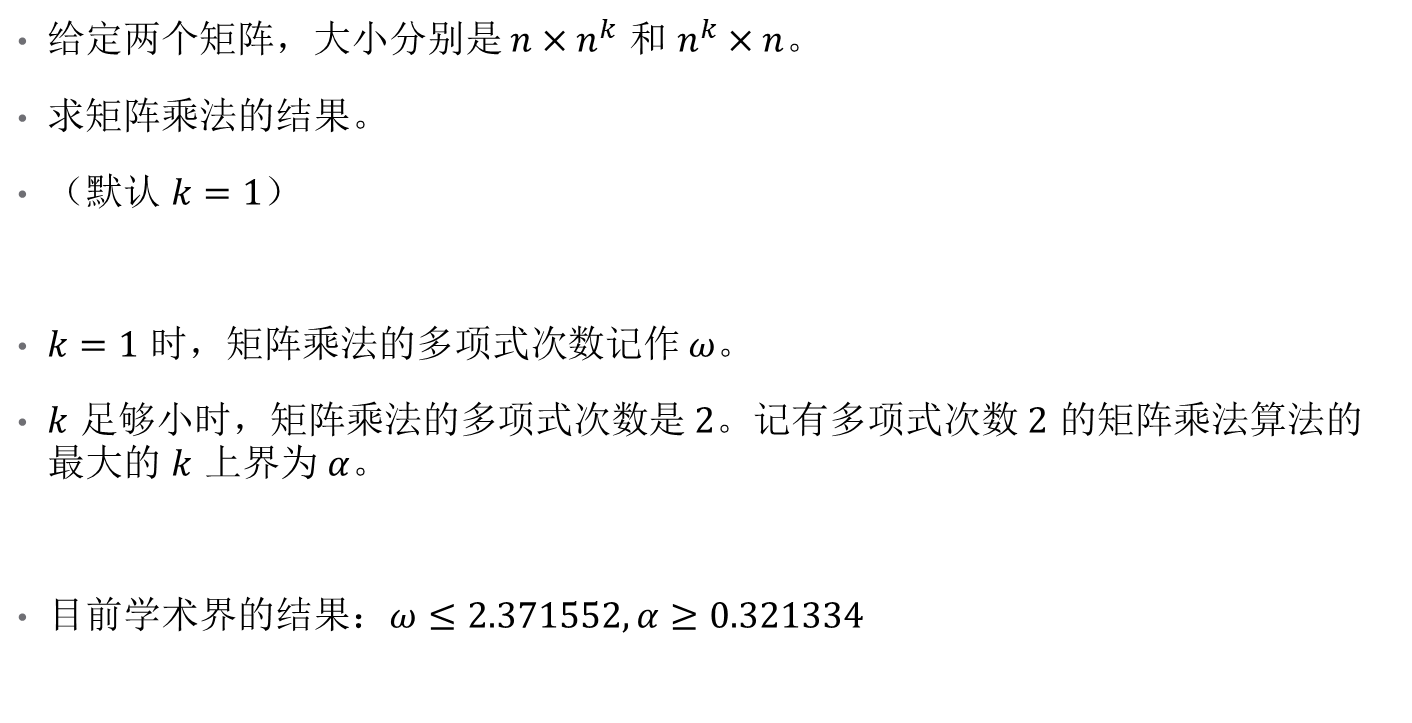 • 给定两个矩阵，大小分别是 n × n^k 和 n^k × n。
• 求矩阵乘法的结果。
• （默认 k = 1）
• k = 1 时，矩阵乘法的多项式次数记作 ω。
• k 足够小时，矩阵乘法的多项式次数是 2。记有多项式次数 2 的矩阵乘法算法的
最大的 k 上界为 α。
• 目前学术界的结果：ω ≤ 2.371552, α ≥ 0.321334